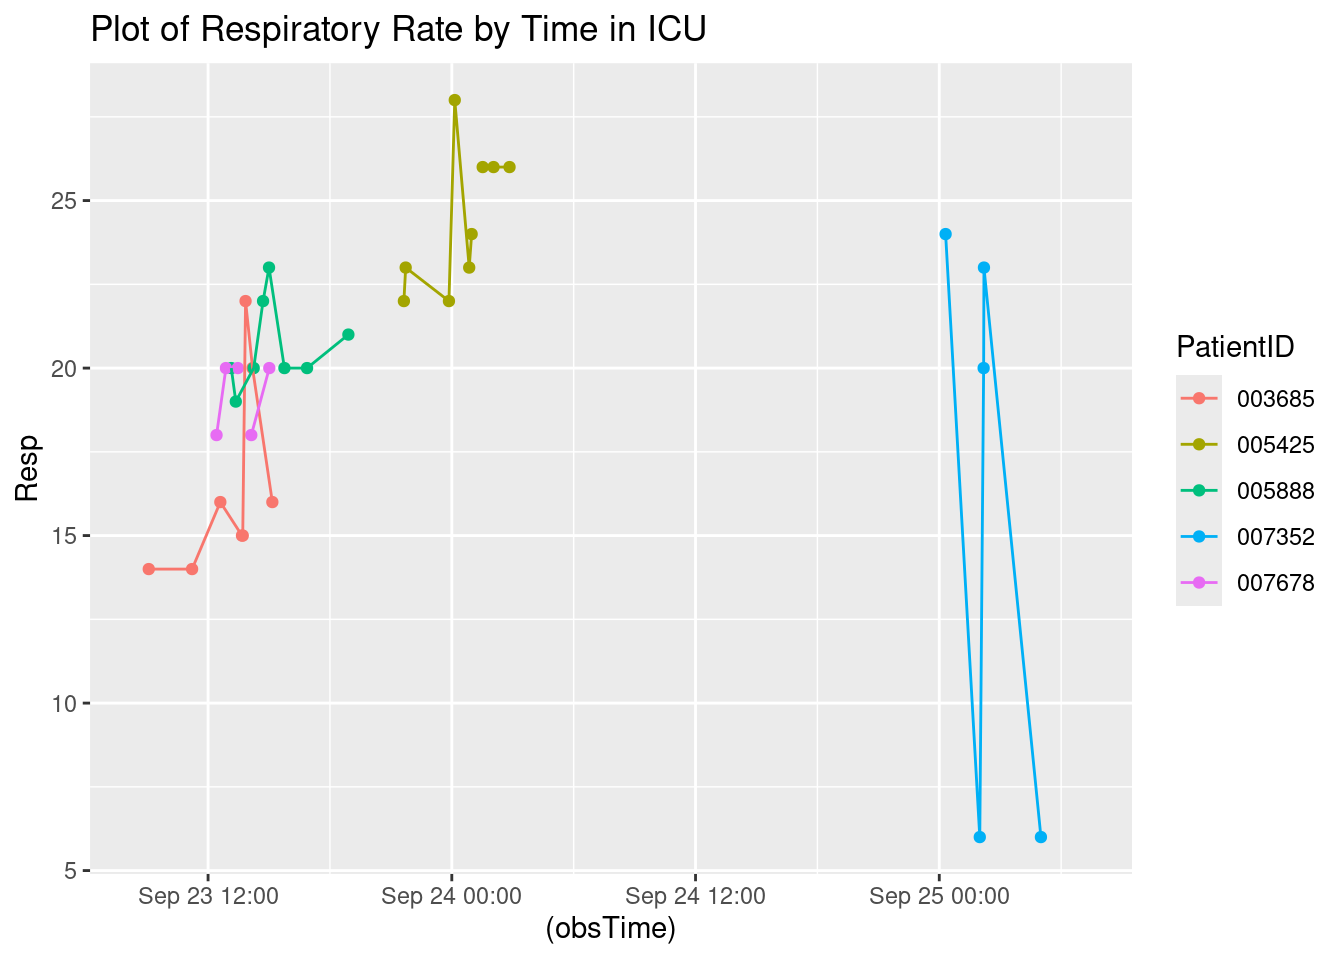 Plot of Respiratory Rate by Time in ICU
Resp
25
20
15
10
5
Sep 23 12:00
Sep 24 00:00
Sep 24 12:00
Sep 25 00:00
(obsTime)
PatientID
003685
005425
005888
007352
007678